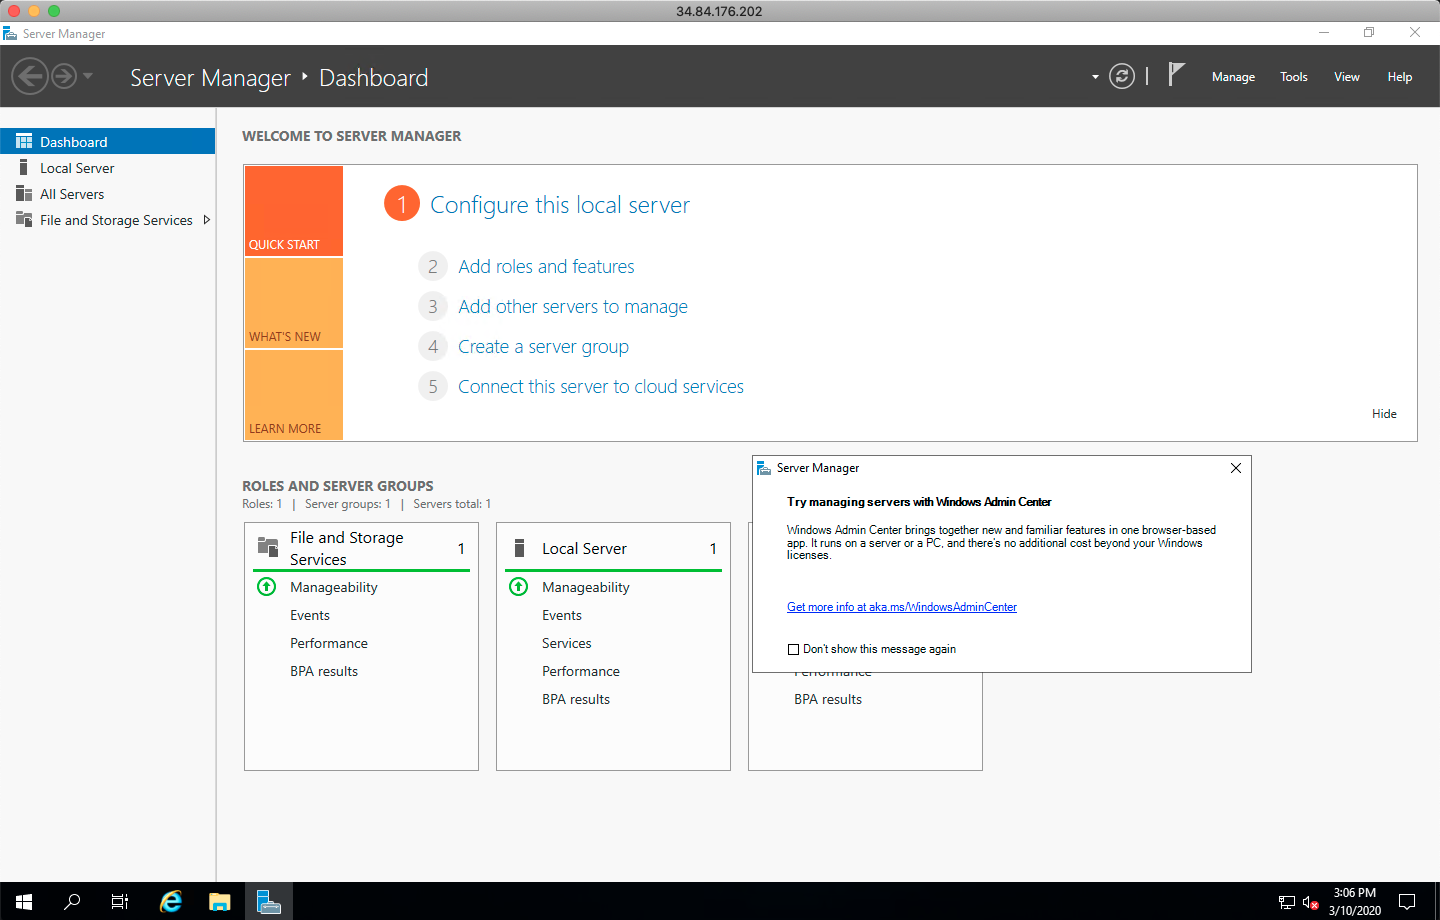 34.84.176.202
Server Manager
Server Manager Dashboard
Manage Tools View Help
Dashboard
Local Server
All Servers
File and Storage Services
WELCOME TO SERVER MANAGER
QUICK START
WHAT'S NEW
LEARN MORE
1 Configure this local server
2 Add roles and features
3 Add other servers to manage
4 Create a server group
5 Connect this server to cloud services
Hide
ROLES AND SERVER GROUPS
Roles: 1 | Server groups: 1 | Servers total: 1
File and Storage
Services
1
Manageability
Events
Performance
BPA results
Local Server 1
Manageability
Events
Services
Performance
BPA results
Server Manager
Try managing servers with Windows Admin Center
Windows Admin Center brings together new and familiar features in one browser-based
app. It runs on a server or a PC, and there's no additional cost beyond your Windows
licenses.
Get more info at aka.ms/WindowsAdminCenter
Don't show this message again
Performance
BPA results
3:06 PM
3/10/2020